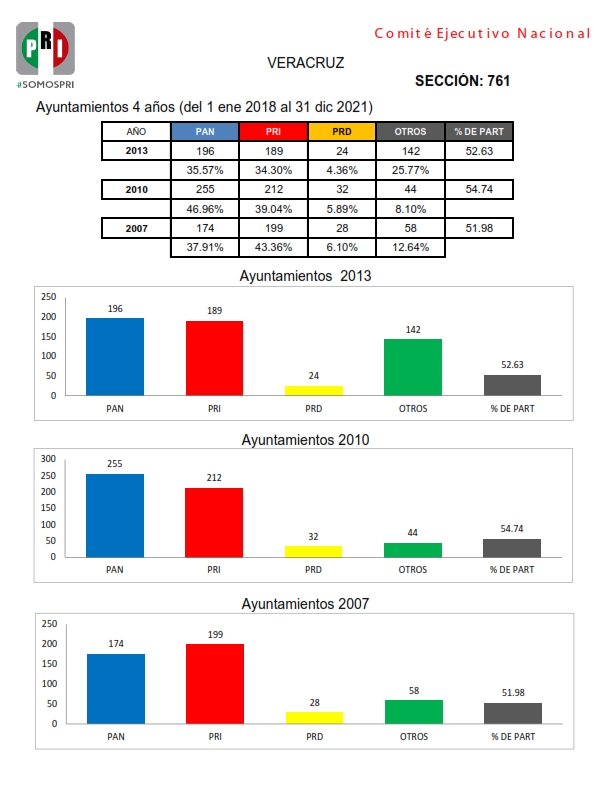 Comité Ejecutivo Nacional
PRI
#SOMOSPRI
VERACRUZ
SECCIÓN: 761
Ayuntamientos 4 años (del 1 ene 2018 al 31 dic 2021)
AÑO PAN PRI PRD OTROS % DE PART
2013 196 189 24 142 52.63
35.57% 34.30% 4.36% 25.77%
2010 255 212 32 44 54.74
46.96% 39.04% 5.89% 8.10%
2007 174 199 28 58 51.98
37.91% 43.36% 6.10% 12.64%
Ayuntamientos 2013
250
200
150
100
50
0
196 189 24 142 52.63
PAN PRI PRD OTROS % DE PART
Ayuntamientos 2010
300
250
200
150
100
50
0
255 212 32 44 54.74
PAN PRI PRD OTROS % DE PART
Ayuntamientos 2007
250
200
150
100
50
0
174 199 28 58 51.98
PAN PRI PRD OTROS % DE PART